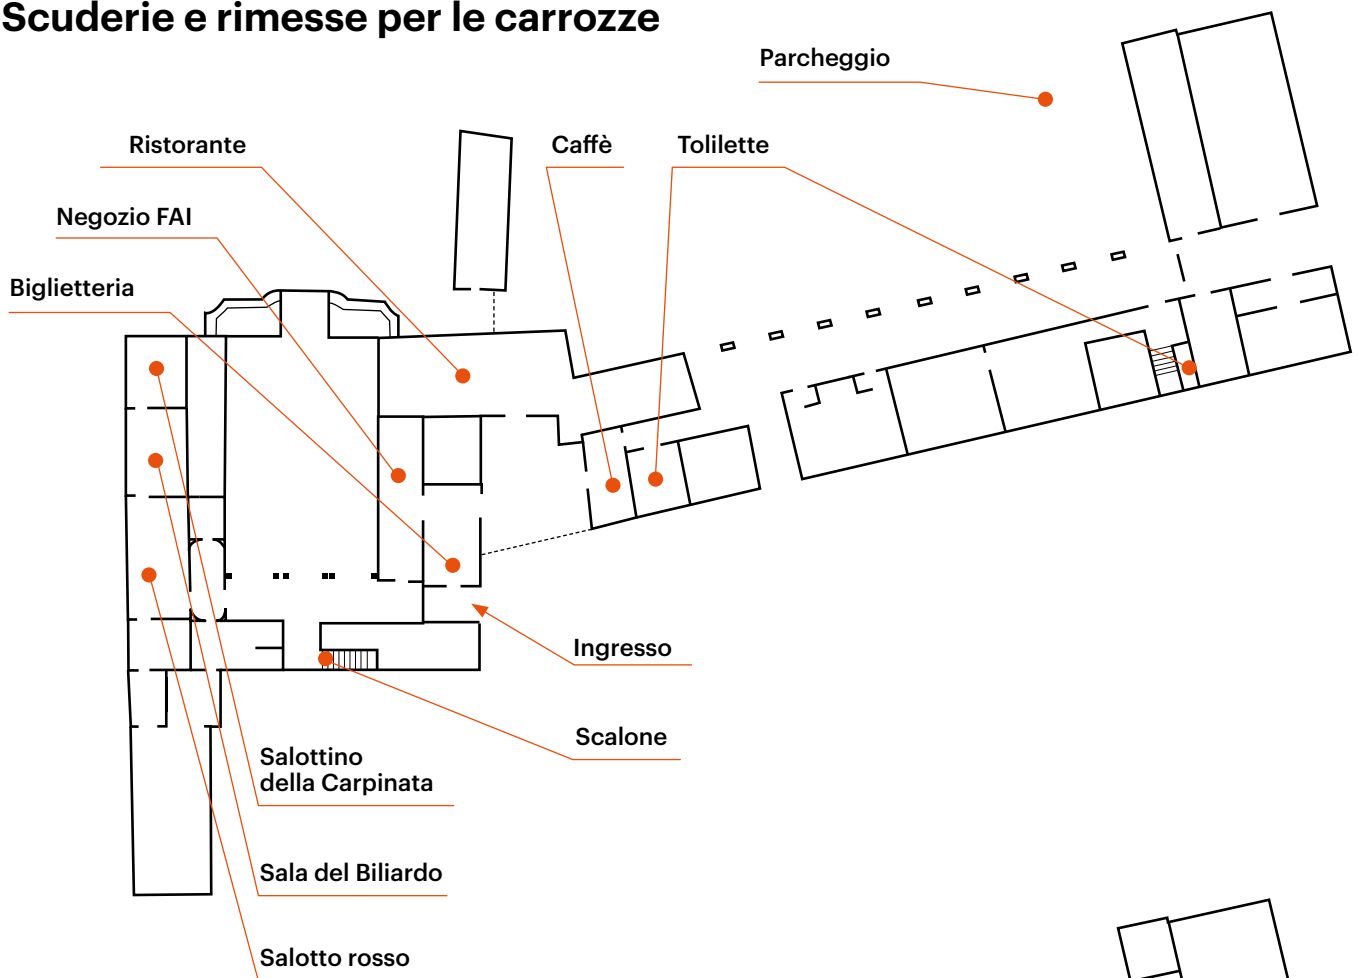 Scuderie e rimesse per le carrozze
Parcheggio
Ristorante
Caffè
Tolilette
Negozio FAI
Biglietteria
Ingresso
Scalone
Salottino
della Carpinata
Sala del Biliardo
Salotto rosso